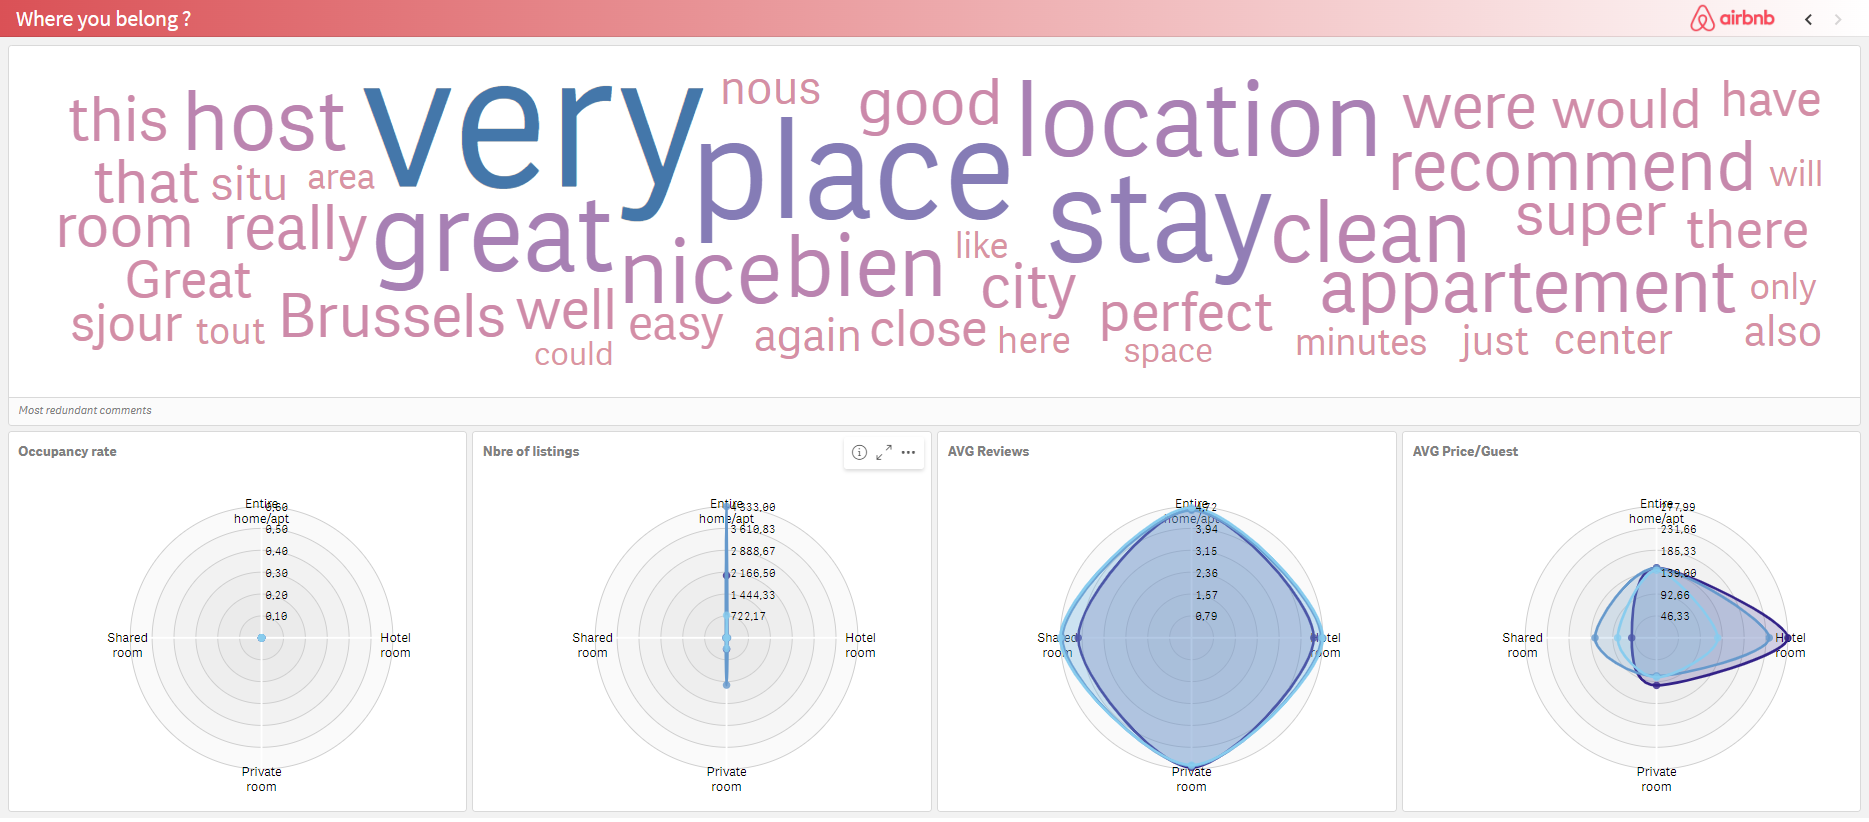 Where you belong ?
airbnb
this host very nous good location were would have
that situ area place recommend will
room really great stay clean super there
Great nice bien like city appartement only
sjour tout Brussels well easy again close here perfect minutes just center also
could space
Most redundant comments
Occupancy rate
Entire
home/apt
0,60
0,50
0,40
0,30
0,20
0,10
Shared
room
Hotel
room
Private
room
Nbre of listings
Entire
home/apt
4 333,00
3 610,83
2 888,67
2 166,50
1 444,33
722,17
Shared
room
Hotel
room
Private
room
AVG Reviews
Entire
home/apt
4,72
3,94
3,15
2,36
1,57
0,79
Shared
room
Hotel
room
Private
room
AVG Price/Guest
Entire
home/apt
277,99
231,66
185,33
139,00
92,66
46,33
Shared
room
Hotel
room
Private
room